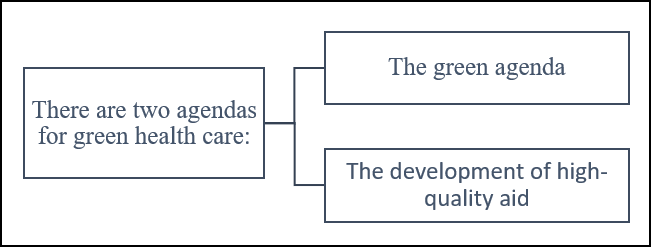 There are two agendas
for green health care:
The green agenda
The development of high-
quality aid